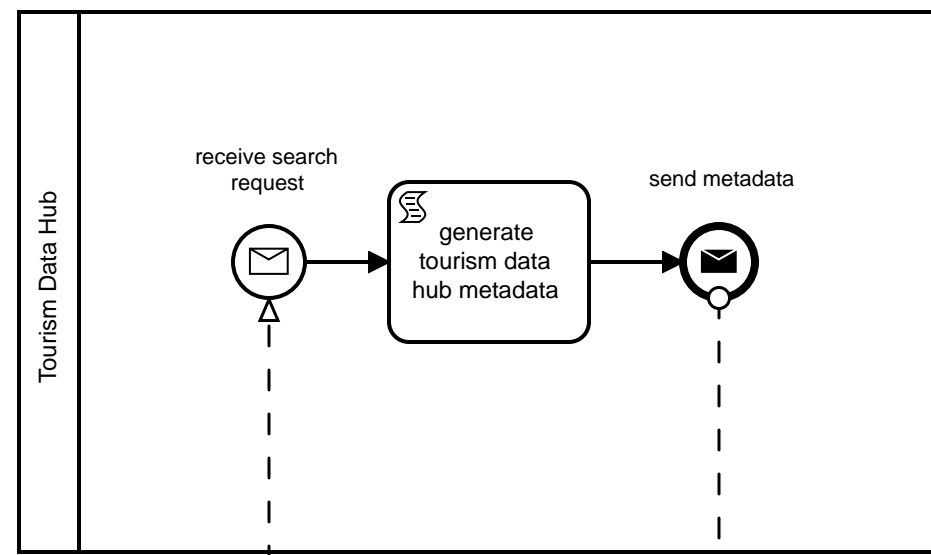 Tourism Data Hub
receive search
request
generate
tourism data
hub metadata
send metadata